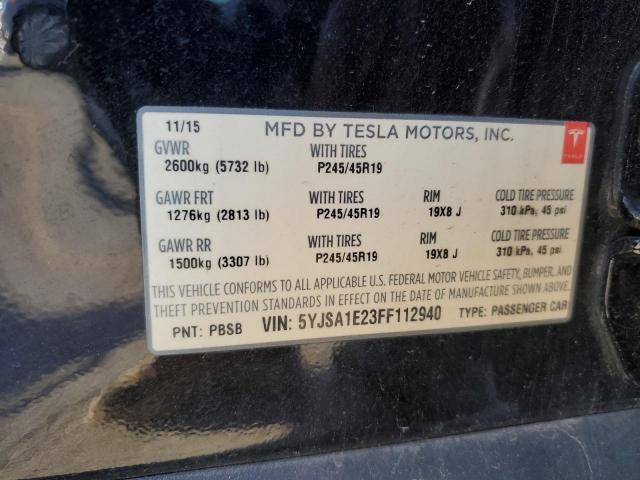 11/15 MFD BY TESLA MOTORS, INC.
GVWR WITH TIRES
2600kg (5732 lb) P245/45R19
GAWR FRT WITH TIRES RIM COLD TIRE PRESSURE
1276kg (2813 lb) P245/45R19 19X8 J 310 kPa, 45 psi
GAWR RR WITH TIRES RIM COLD TIRE PRESSURE
1500kg (3307 lb) P245/45R19 19X8 J 310 kPa, 45 psi
THIS VEHICLE CONFORMS TO ALL APPLICABLE U.S. FEDERAL MOTOR VEHICLE SAFETY, BUMPER, AND
THEFT PREVENTION STANDARDS IN EFFECT ON THE DATE OF MANUFACTURE SHOWN ABOVE.
PNT: PBSB VIN: 5YJSA1E23FF112940 TYPE: PASSENGER CAR
TESLA